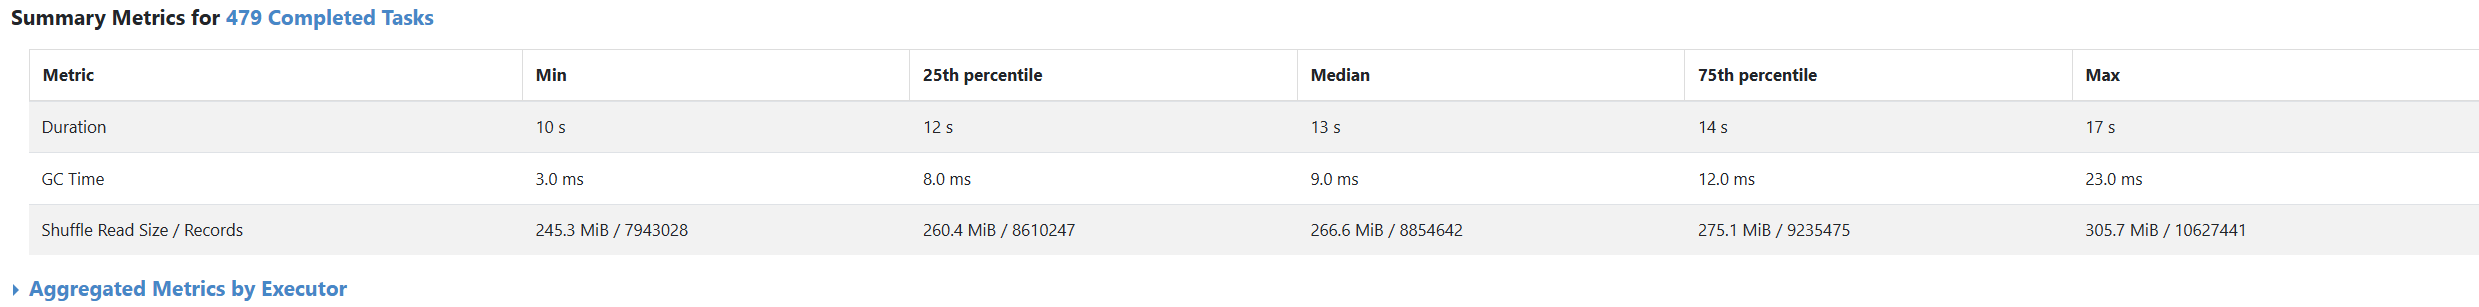 Summary Metrics for 479 Completed Tasks
Metric Min 25th percentile Median 75th percentile Max
Duration 10 s 12 s 13 s 14 s 17 s
GC Time 3.0 ms 8.0 ms 9.0 ms 12.0 ms 23.0 ms
Shuffle Read Size / Records 245.3 MiB / 7943028 260.4 MiB / 8610247 266.6 MiB / 8854642 275.1 MiB / 9235475 305.7 MiB / 10627441
Aggregated Metrics by Executor